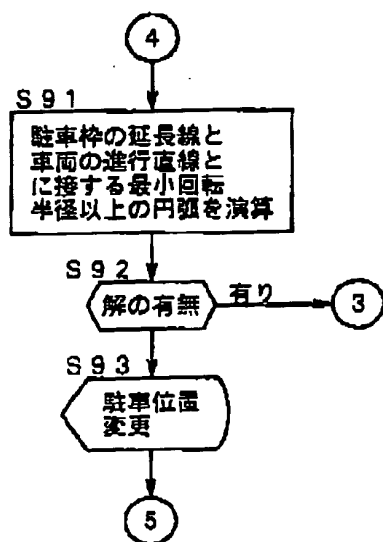 4
S91
駐車枠の延長線と
車両の進行直線と
に接する最小回転
半径以上の円弧を演算
S92
解の有無
有り
3
S93
駐車位置
変更
5